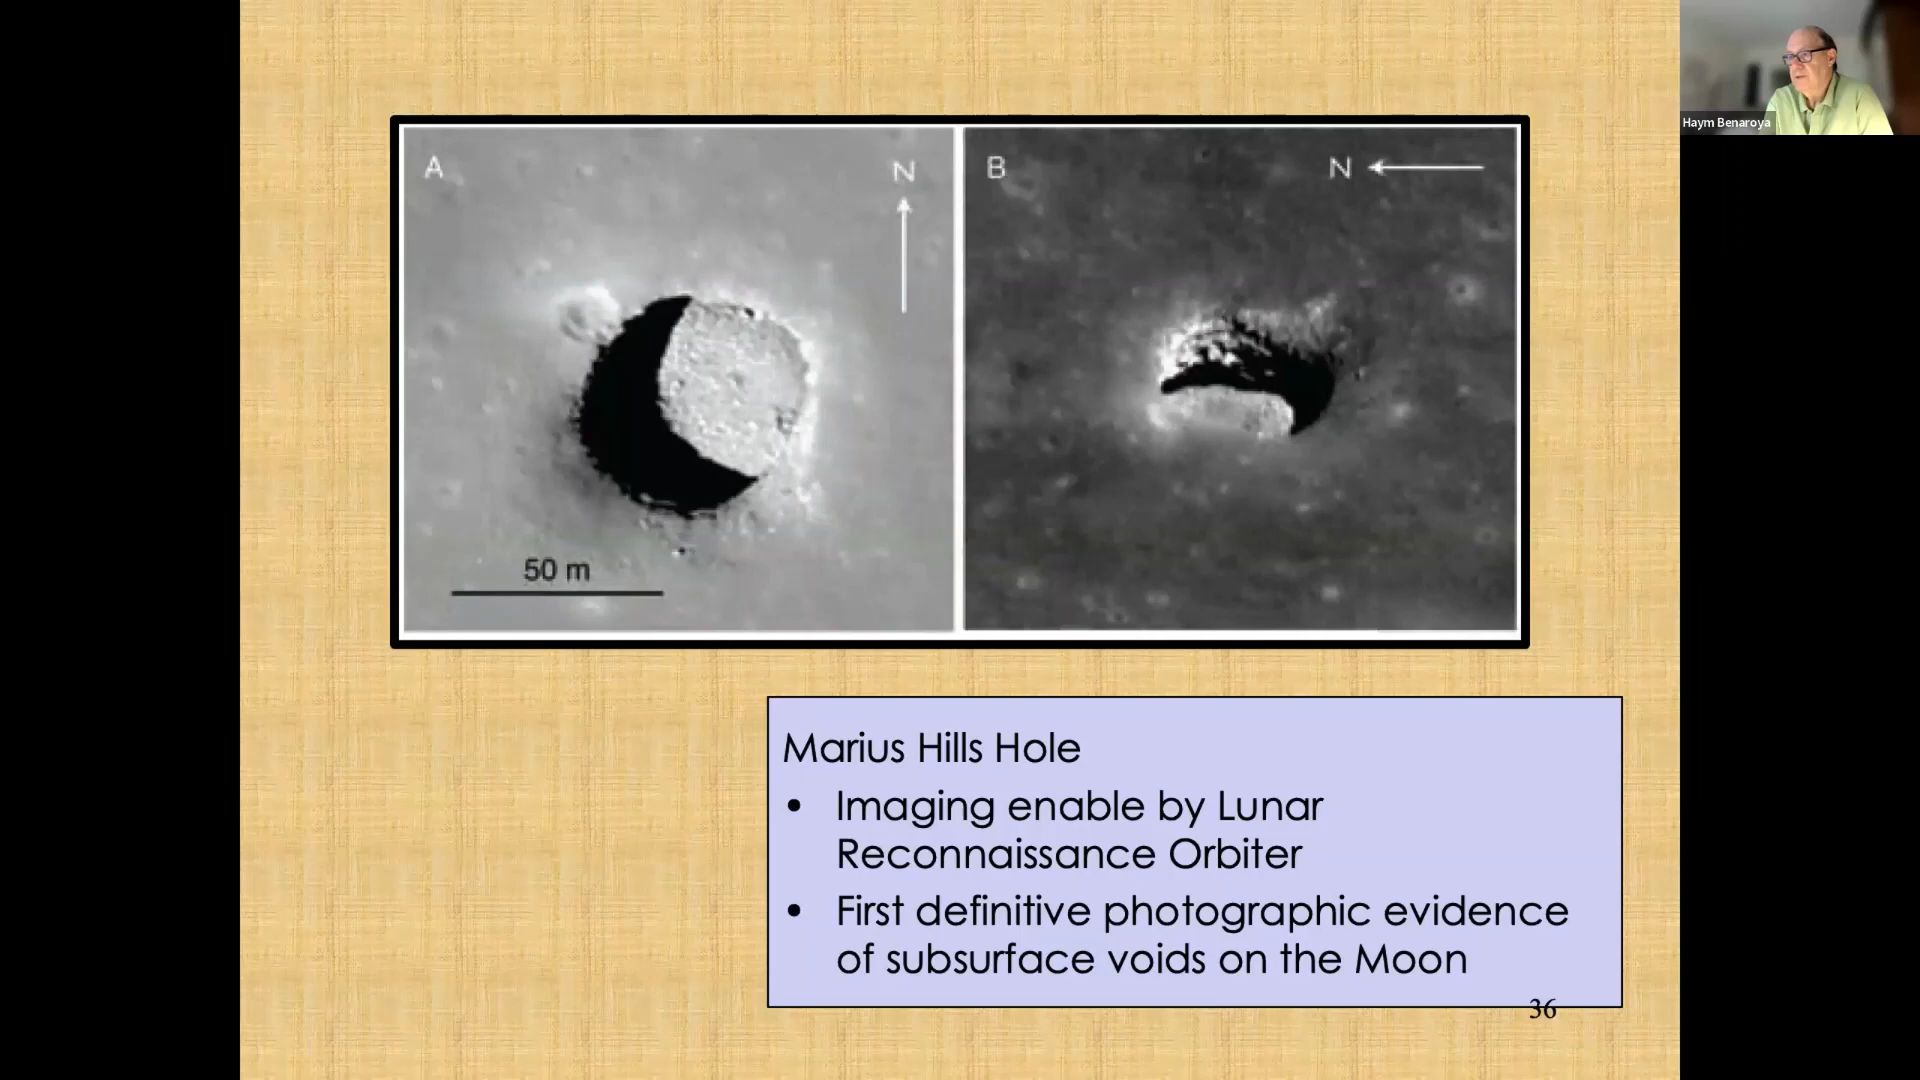 A
N
B
N
50 m
Haym Benaroya
Marius Hills Hole
• Imaging enable by Lunar
Reconnaissance Orbiter
• First definitive photographic evidence
of subsurface voids on the Moon
36